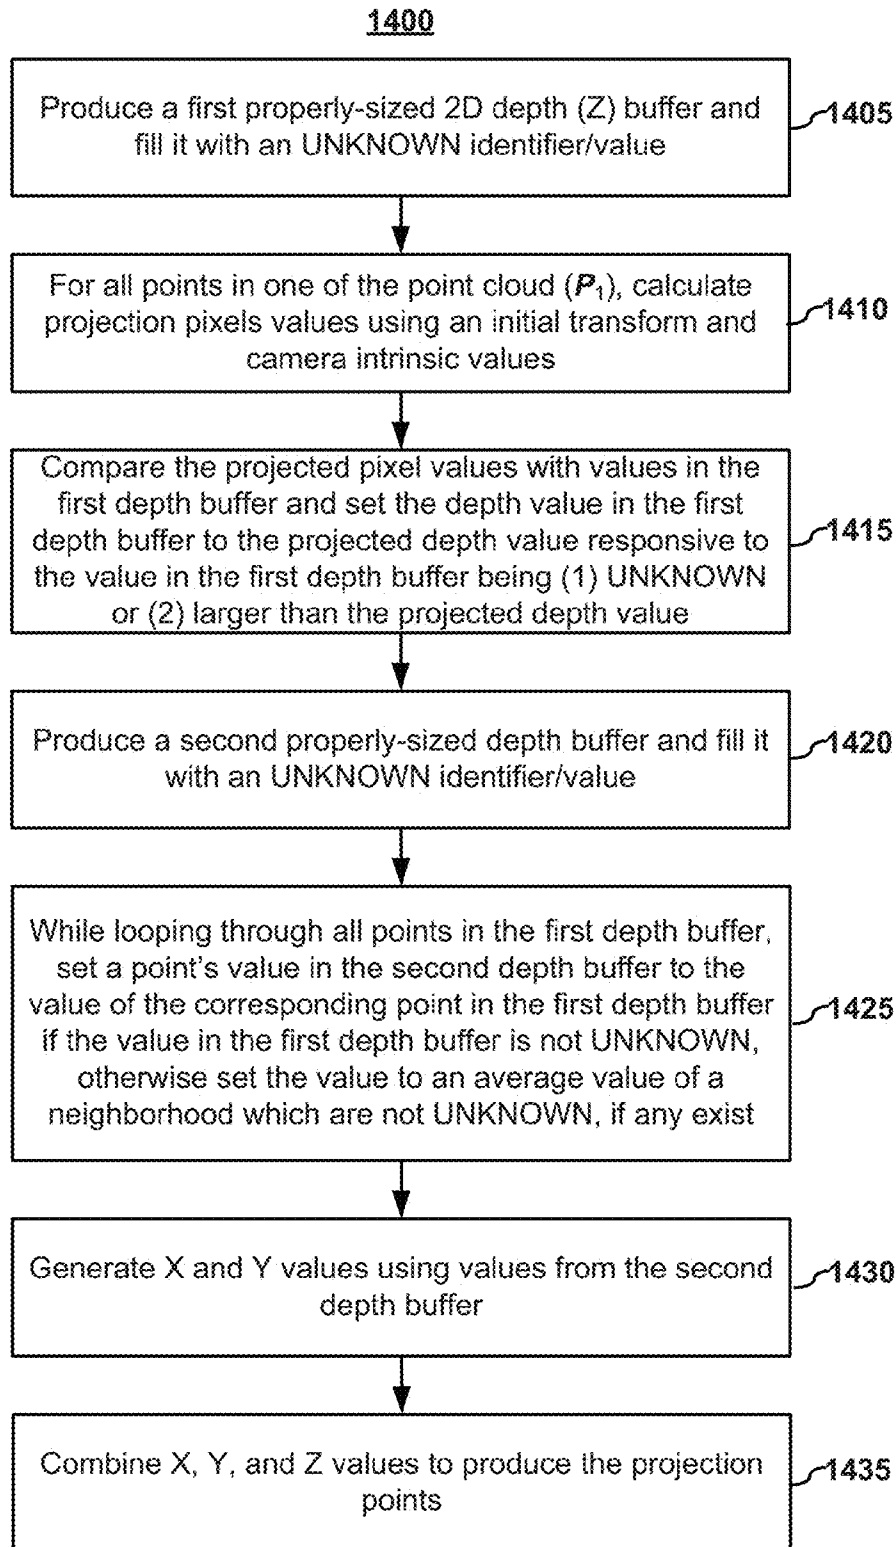 1400
Produce a first properly-sized 2D depth (Z) buffer and
fill it with an UNKNOWN identifier/value
1405
For all points in one of the point cloud (P1), calculate
projection pixels values using an initial transform and
camera intrinsic values
1410
Compare the projected pixel values with values in the
first depth buffer and set the depth value in the first
depth buffer to the projected depth value responsive to
the value in the first depth buffer being (1) UNKNOWN
or (2) larger than the projected depth value
1415
Produce a second properly-sized depth buffer and fill it
with an UNKNOWN identifier/value
1420
While looping through all points in the first depth buffer,
set a point's value in the second depth buffer to the
value of the corresponding point in the first depth buffer
if the value in the first depth buffer is not UNKNOWN,
otherwise set the value to an average value of a
neighborhood which are not UNKNOWN, if any exist
1425
Generate X and Y values using values from the second
depth buffer
1430
Combine X, Y, and Z values to produce the projection
points
1435